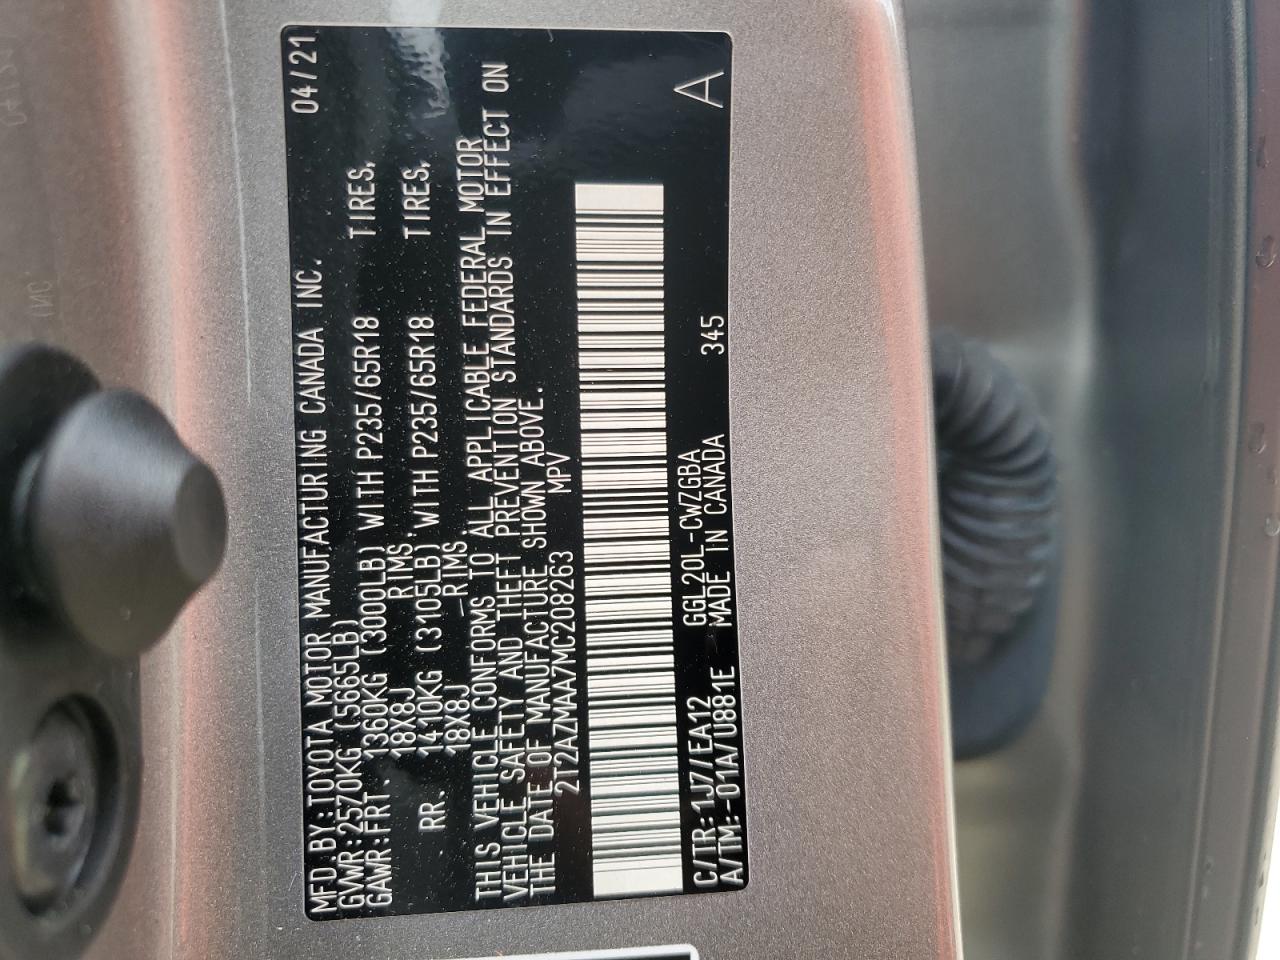 MFD.BY:TOYOTA MOTOR MANUFACTURING CANADA INC. 04/21
GVWR:2570KG (5665LB)
GAWR:FRT. 1360KG (3000LB) WITH P235/65R18 TIRES,
18X8J RIMS.
RR. 1410KG (3105LB) WITH P235/65R18 TIRES,
18X8J RIMS.
THIS VEHICLE CONFORMS TO ALL APPLICABLE FEDERAL MOTOR
VEHICLE SAFETY AND THEFT PREVENTION STANDARDS IN EFFECT ON
THE DATE OF MANUFACTURE SHOWN ABOVE.
2T2AZMAA7MC208263 MPV
A
C/TR:1J7/EA12 GGL20L-CWZGBA
A/TM:-01A/U881E MADE IN CANADA 345